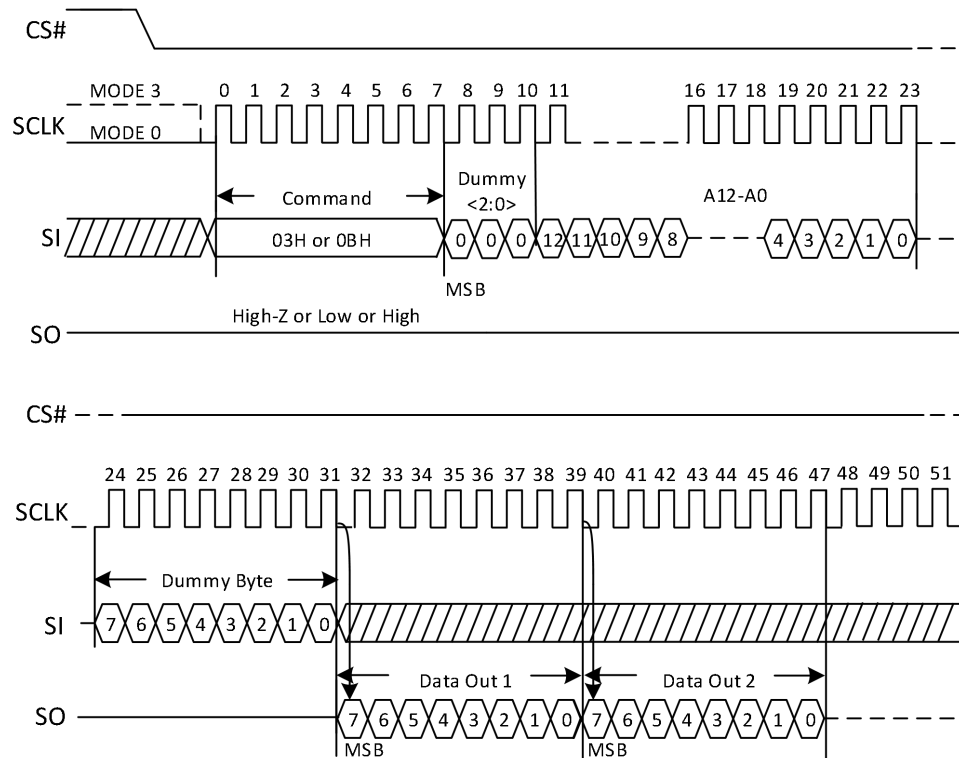 CS#
MODE 3 0 1 2 3 4 5 6 7 8 9 10 11 16 17 18 19 20 21 22 23
SCLK
MODE 0
Dummy
Command <2:0> A12-A0
SI 03H or 0BH 0 0 0 12 11 10 9 8 4 3 2 1 0
MSB
High-Z or Low or High
SO
CS#
24 25 26 27 28 29 30 31 32 33 34 35 36 37 38 39 40 41 42 43 44 45 46 47 48 49 50 51
SCLK
Dummy Byte
SI 7 6 5 4 3 2 1 0
Data Out 1 Data Out 2
SO 7 6 5 4 3 2 1 0 7 6 5 4 3 2 1 0
MSB MSB